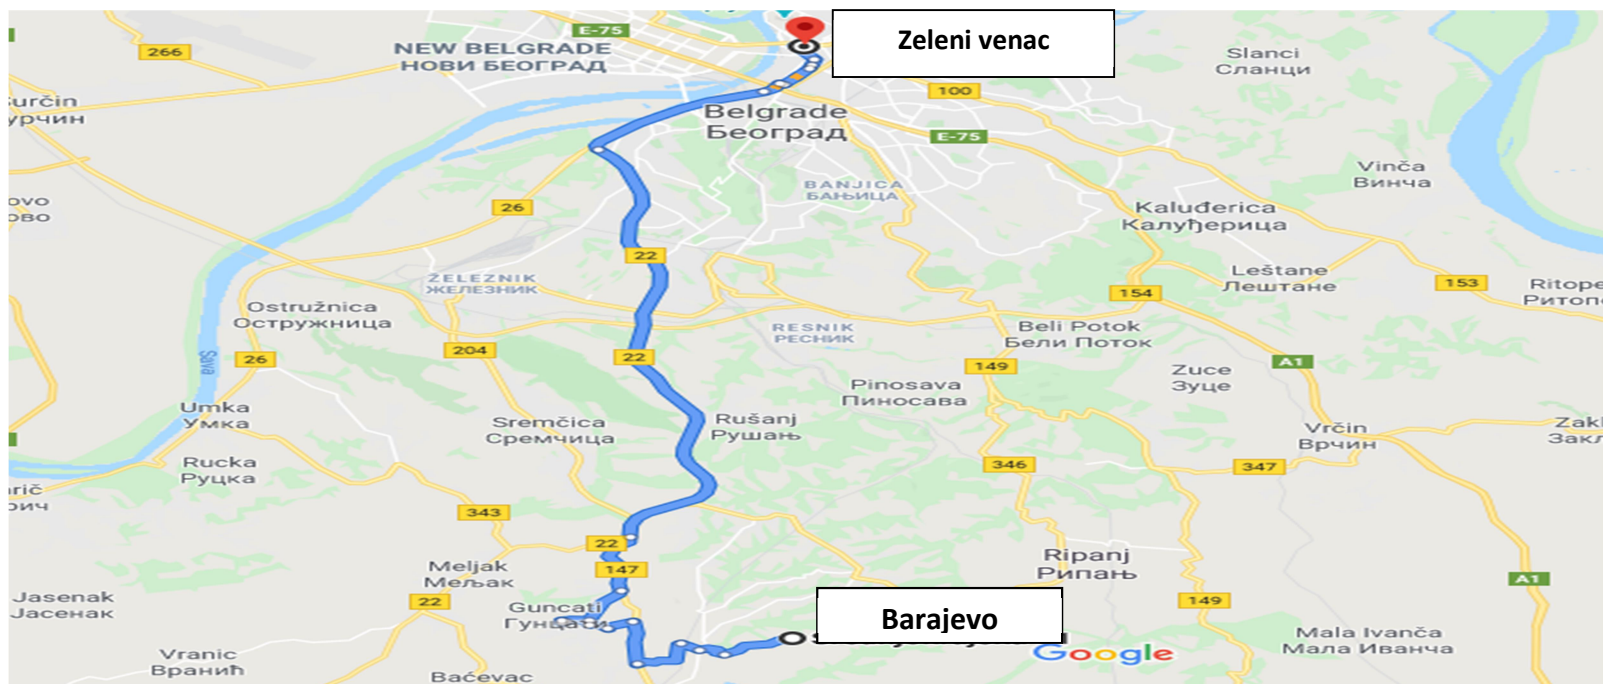 E-75
Zeleni venac
266
NEW BELGRADE
НОВИ БЕОГРАД
Slanci
Сланци
100
Belgrade
Београд
E-75
Vinča
Винча
BANJICA
БАЊИЦА
26
Kaluđerica
Калуђерица
22
ŽELEZNIK
ЖЕЛЕЗНИК
Leštane
Лештане
154
153
Ostružnica
Остружница
RESNIK
РЕСНИК
Beli Potok
Бели Поток
Sava
26
204
22
149
A1
Zuce
Зуце
Pinosava
Пиносава
Umka
Умка
Sremčica
Сремчица
Rušanj
Рушањ
Vrčin
Врчин
Rucka
Руцка
346
347
343
22
147
Ripanj
Рипањ
Meljak
Мељак
A1
Jasenak
Јасенак
22
Guncati
Гунцати
149
Barajevo
Mala Ivanča
Мала Иванча
Vranic
Вранић
Google
Baćevac